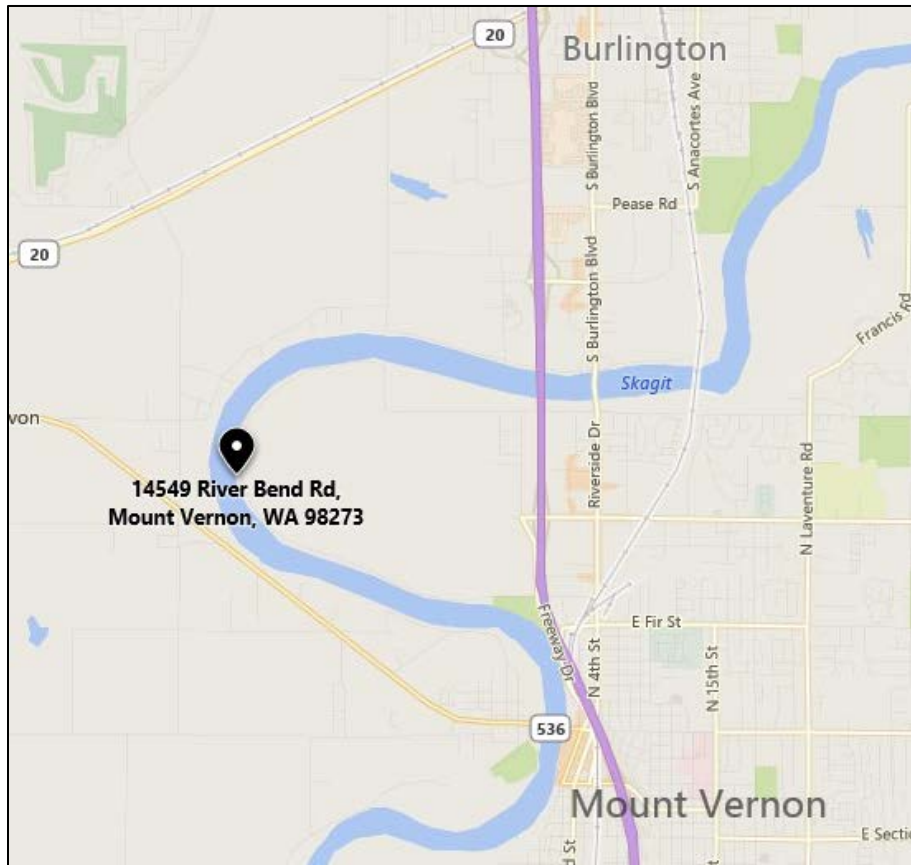 20
Burlington
S Burlington Blvd
S Anacortes Ave
Pease Rd
20
S Burlington Blvd
Francis Rd
Skagit
von
14549 River Bend Rd,
Mount Vernon, WA 98273
Riverside Dr
N Laventure Rd
Freeway Dr
E Fir St
N 4th St
N 15th St
536
Mount Vernon
E Sectio
d St
t